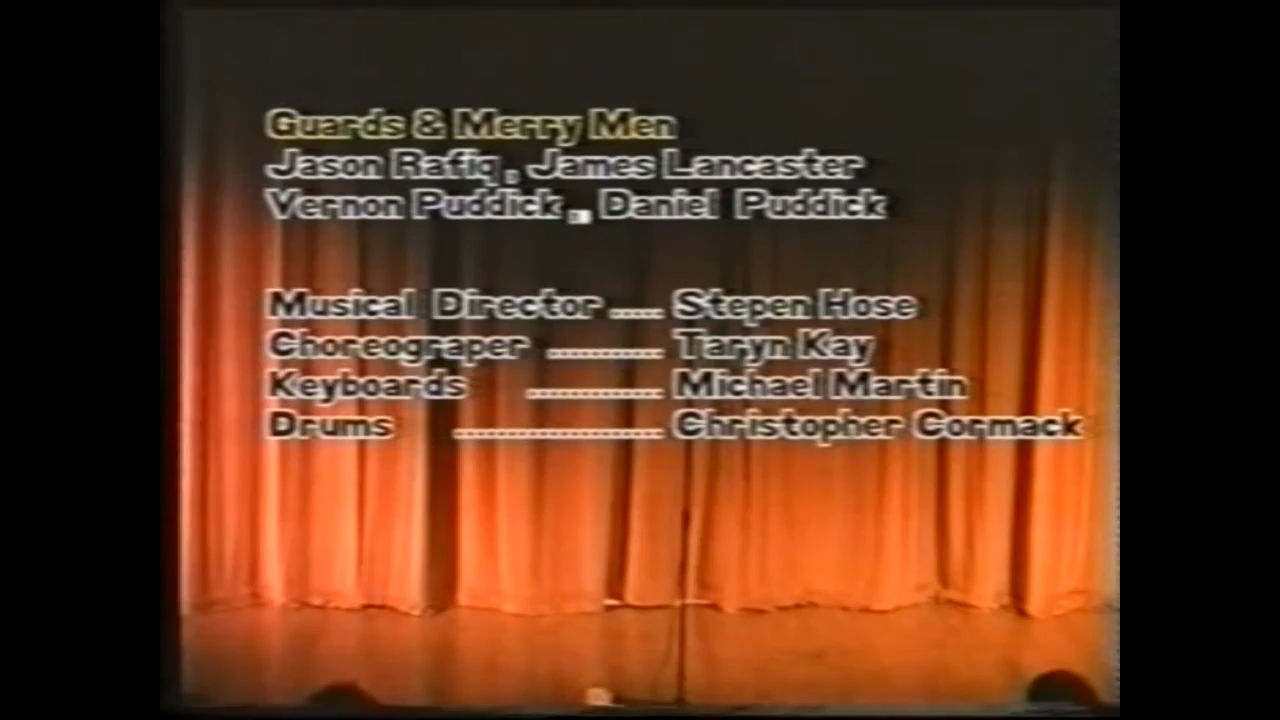 Guards & Merry Men
Jason Rafiq, James Lancaster
Vernon Puddick,, Daniel Puddick
Musical Director ..... Stepen Hose
Choreograper ........... Taryn Kay
Keyboards ............. Michael Martin
Drums .................... Christopher Cormack